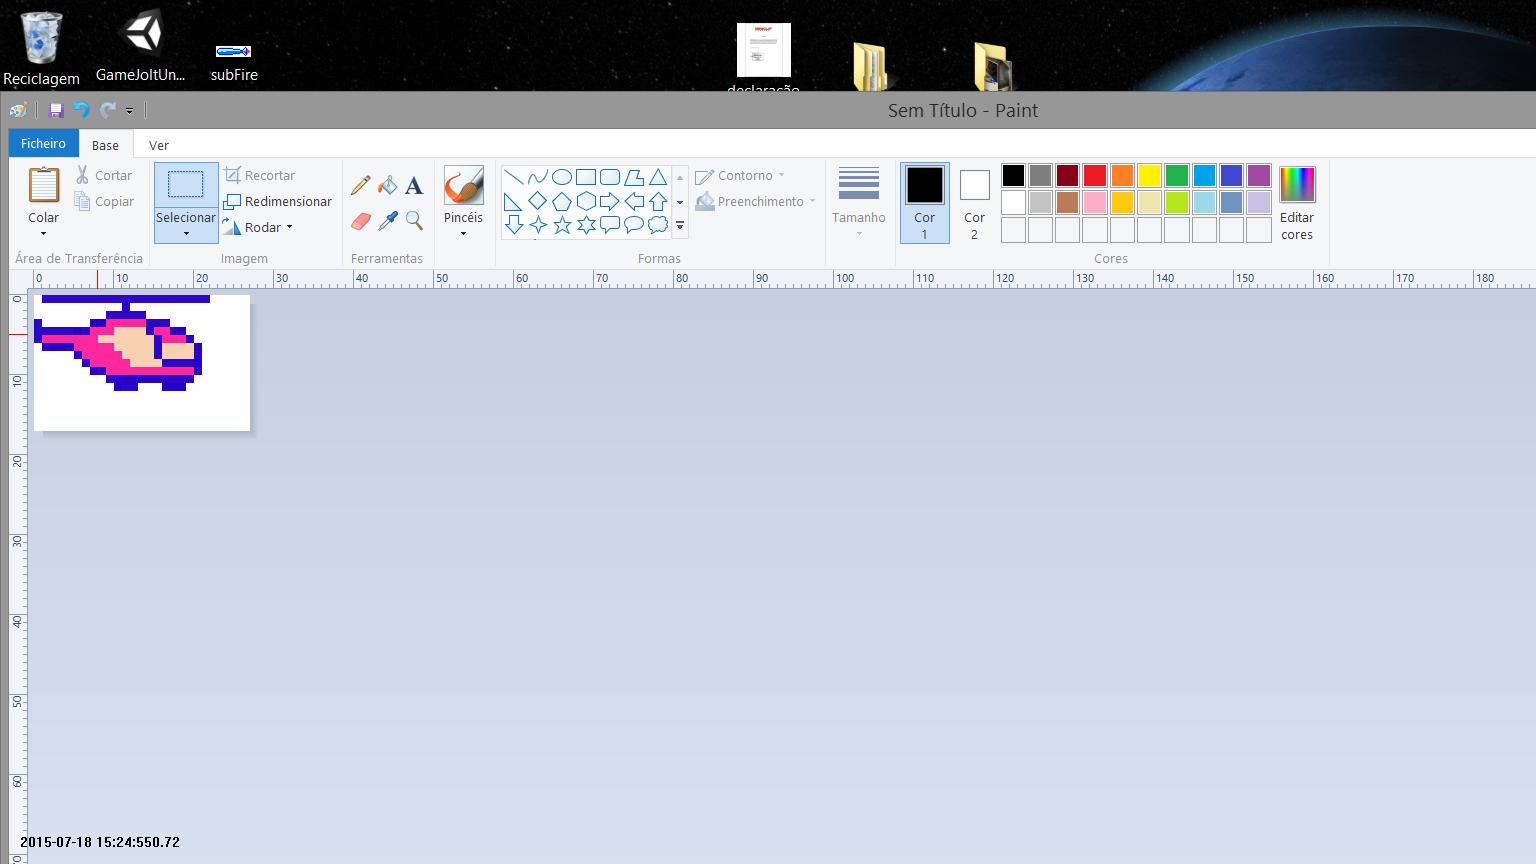 Reciclagem
GameJoltUn...
subFire
declaração
Sem Título - Paint
Ficheiro
Base
Ver
Colar
Cortar
Copiar
Selecionar
Recortar
Redimensionar
Rodar
Pincéis
Contorno
Preenchimento
Tamanho
Cor
1
Cor
2
Editar
cores
Área de Transferência
Imagem
Ferramentas
Formas
Cores
0 10 20 30 40 50 60 70 80 90 100 110 120 130 140 150 160 170 180
0
10
20
30
40
50
60
70
2015-07-18 15:24:550.72